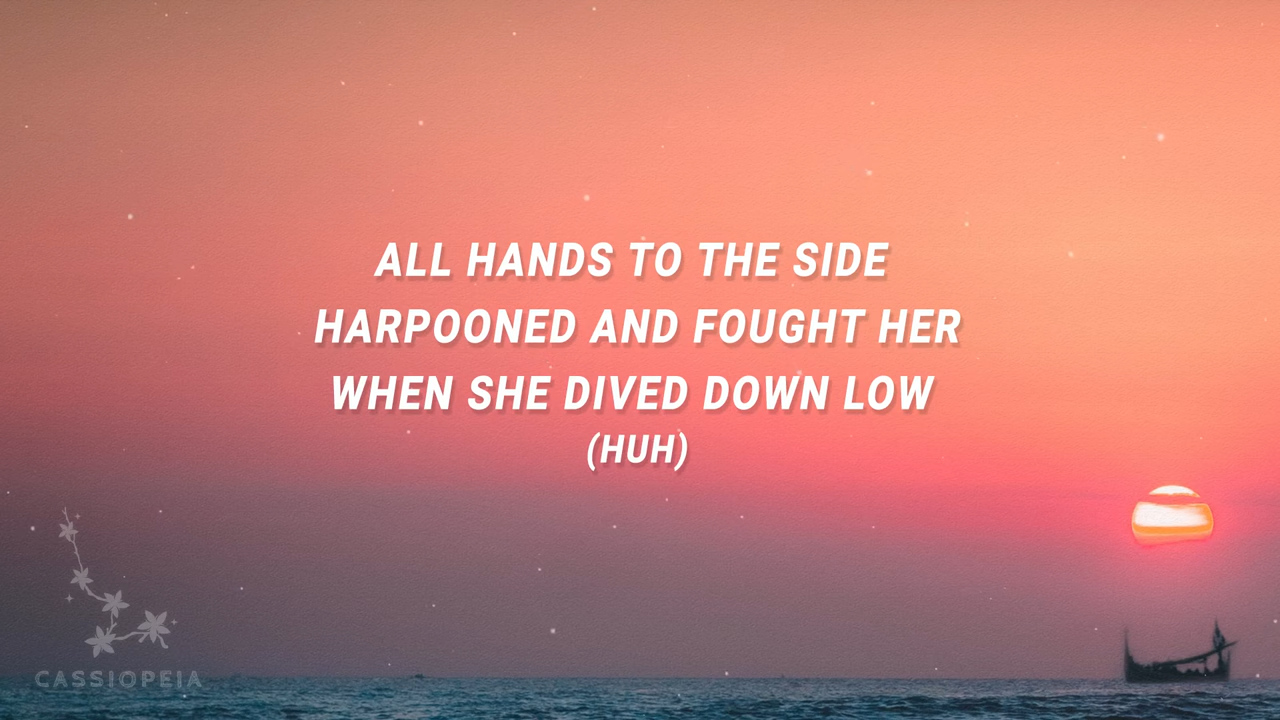 ALL HANDS TO THE SIDE
HARPOONED AND FOUGHT HER
WHEN SHE DIVED DOWN LOW
(HUH)
CASSIOPEIA